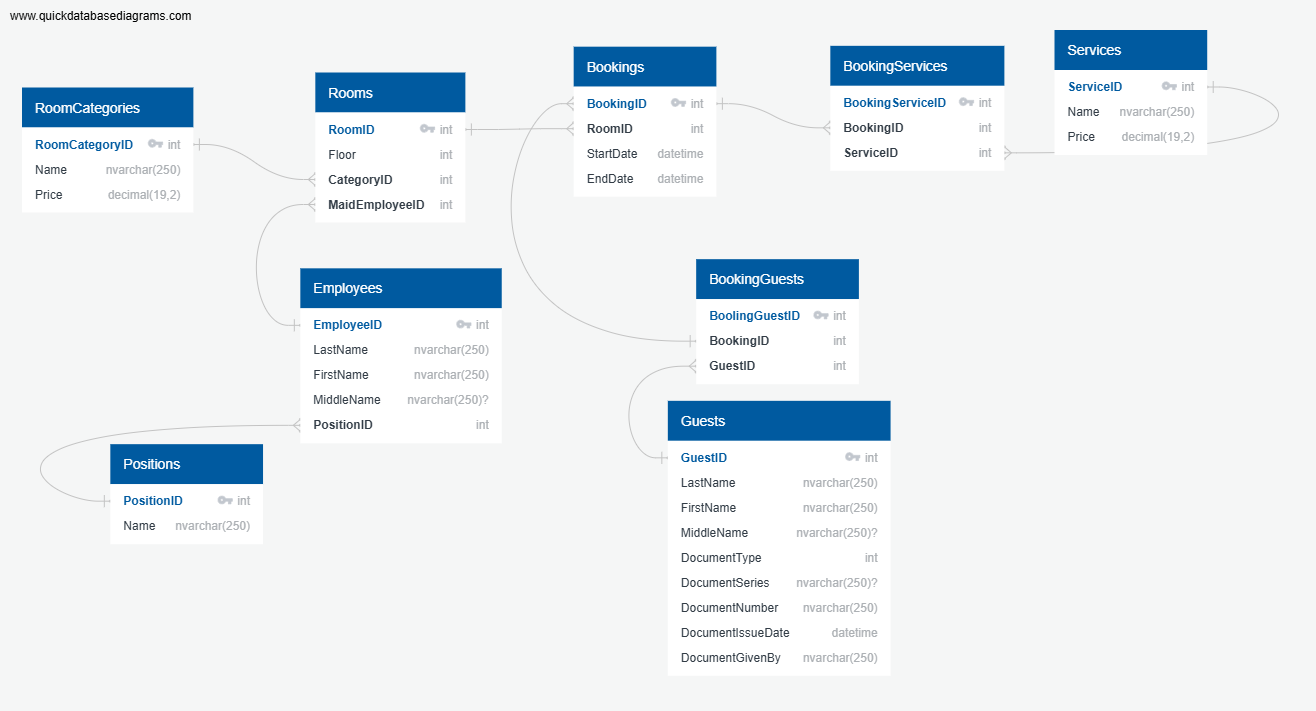 www.quickdatabasediagrams.com
RoomCategories
RoomCategoryID int
Name nvarchar(250)
Price decimal(19,2)
Rooms
RoomID int
Floor int
CategoryID int
MaidEmployeeID int
Bookings
BookingID int
RoomID int
StartDate datetime
EndDate datetime
BookingServices
BookingServiceID int
BookingID int
ServiceID int
Services
ServiceID int
Name nvarchar(250)
Price decimal(19,2)
Employees
EmployeeID int
LastName nvarchar(250)
FirstName nvarchar(250)
MiddleName nvarchar(250)?
PositionID int
BookingGuests
BoolingGuestID int
BookingID int
GuestID int
Positions
PositionID int
Name nvarchar(250)
Guests
GuestID int
LastName nvarchar(250)
FirstName nvarchar(250)
MiddleName nvarchar(250)?
DocumentType int
DocumentSeries nvarchar(250)?
DocumentNumber nvarchar(250)
DocumentIssueDate datetime
DocumentGivenBy nvarchar(250)